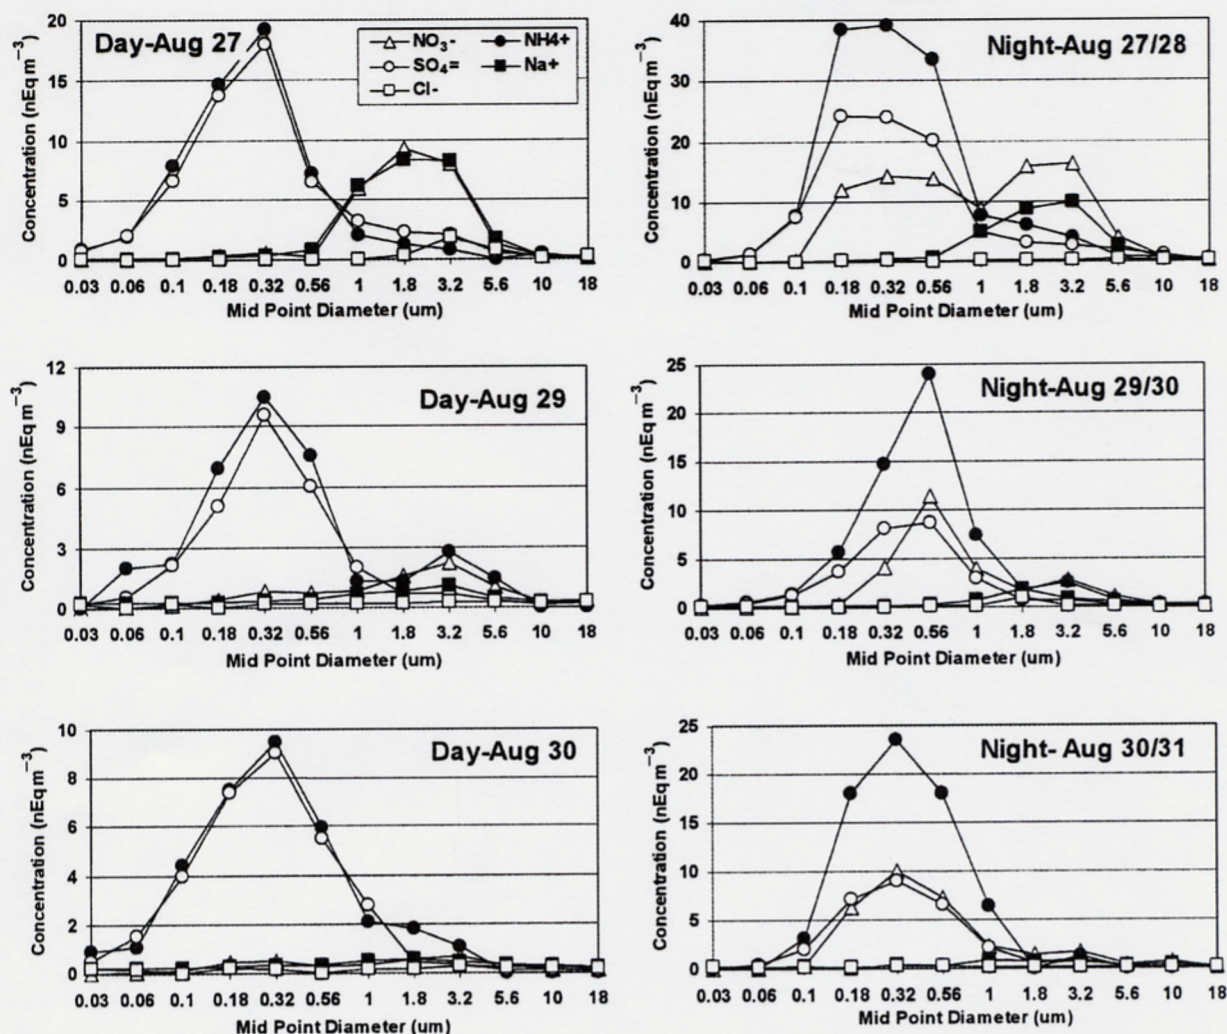 Day-Aug 27
NO₃-
NH4+
SO₄=
Na+
Cl-
Concentration (nEq m⁻³)
20
15
10
5
0
0.03 0.06 0.1 0.18 0.32 0.56 1 1.8 3.2 5.6 10 18
Mid Point Diameter (um)
Night-Aug 27/28
Concentration (nEq m⁻³)
40
30
20
10
0
0.03 0.06 0.1 0.18 0.32 0.56 1 1.8 3.2 5.6 10 18
Mid Point Diameter (um)
Day-Aug 29
Concentration (nEq m⁻³)
12
9
6
3
0
0.03 0.06 0.1 0.18 0.32 0.56 1 1.8 3.2 5.6 10 18
Mid Point Diameter (um)
Night-Aug 29/30
Concentration (nEq m⁻³)
25
20
15
10
5
0
0.03 0.06 0.1 0.18 0.32 0.56 1 1.8 3.2 5.6 10 18
Mid Point Diameter (um)
Day-Aug 30
Concentration (nEq m⁻³)
10
8
6
4
2
0
0.03 0.06 0.1 0.18 0.32 0.56 1 1.8 3.2 5.6 10 18
Mid Point Diameter (um)
Night- Aug 30/31
Concentration (nEq m⁻³)
25
20
15
10
5
0
0.03 0.06 0.1 0.18 0.32 0.56 1 1.8 3.2 5.6 10 18
Mid Point Diameter (um)